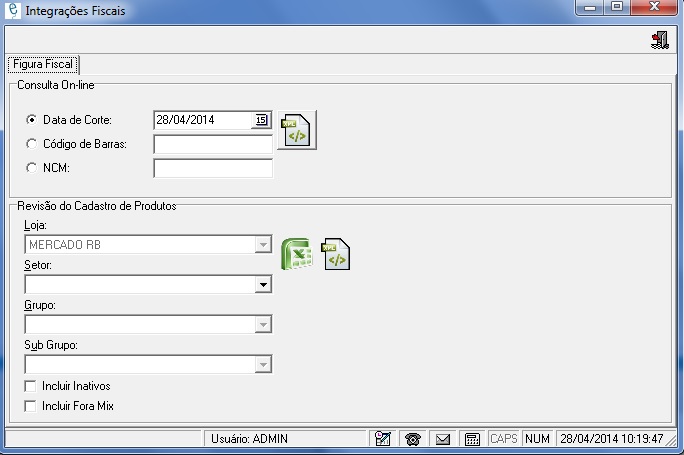 Integrações Fiscais
Figura Fiscal
Consulta On-line
Data de Corte: 28/04/2014 15
Código de Barras:
NCM:
Revisão do Cadastro de Produtos
Loja:
MERCADO RB
Setor:
Grupo:
Sub Grupo:
Incluir Inativos
Incluir Fora Mix
Usuário: ADMIN CAPS NUM 28/04/2014 10:19:47